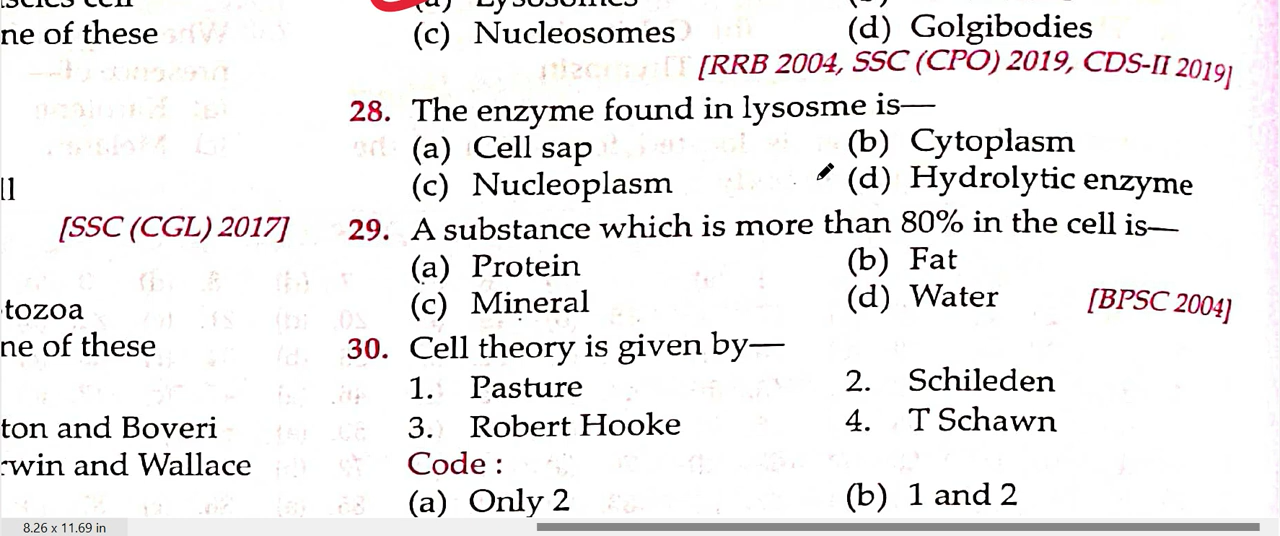 ne of these
ll
[SSC (CGL) 2017]
tozoa
ne of these
ton and Boveri
rwin and Wallace
(a) Lysosomes
(c) Nucleosomes (d) Golgibodies
[RRB 2004, SSC (CPO) 2019, CDS-II 2019]
28. The enzyme found in lysosme is—
(a) Cell sap (b) Cytoplasm
(c) Nucleoplasm (d) Hydrolytic enzyme
29. A substance which is more than 80% in the cell is—
(a) Protein (b) Fat
(c) Mineral (d) Water [BPSC 2004]
30. Cell theory is given by—
1. Pasture 2. Schileden
3. Robert Hooke 4. T Schawn
Code :
(a) Only 2 (b) 1 and 2
8.26 x 11.69 in